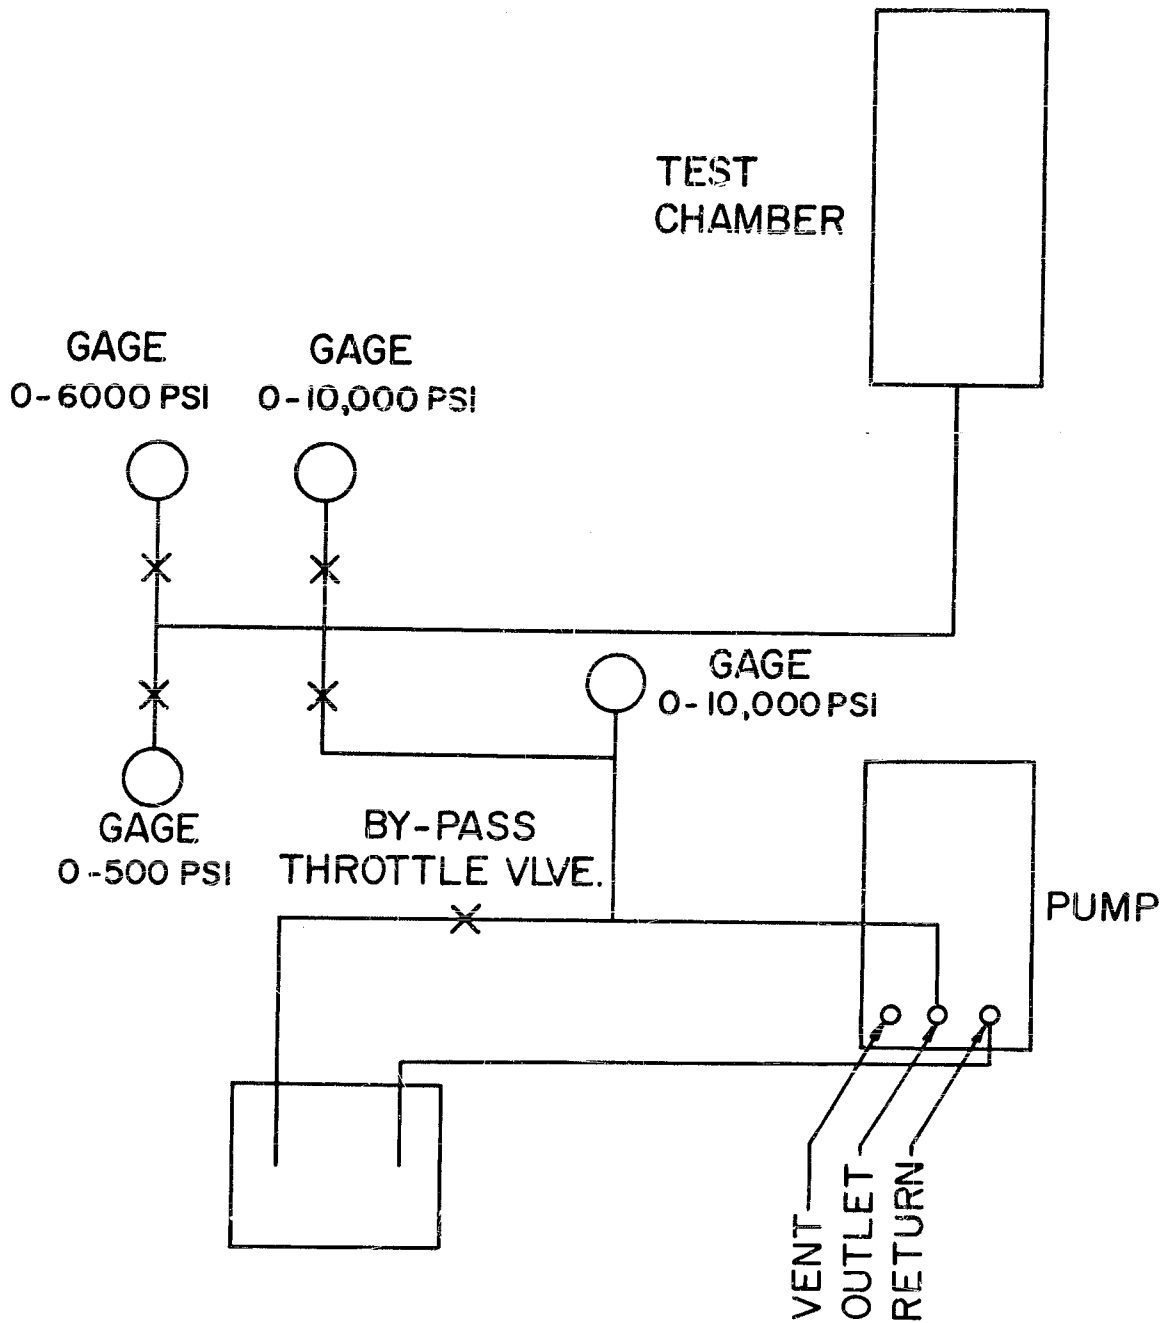 TEST
CHAMBER
GAGE
0-6000 PSI
GAGE
0-10,000 PSI
GAGE
0-10,000 PSI
GAGE
0-500 PSI
BY-PASS
THROTTLE VLVE.
PUMP
VENT
OUTLET
RETURN